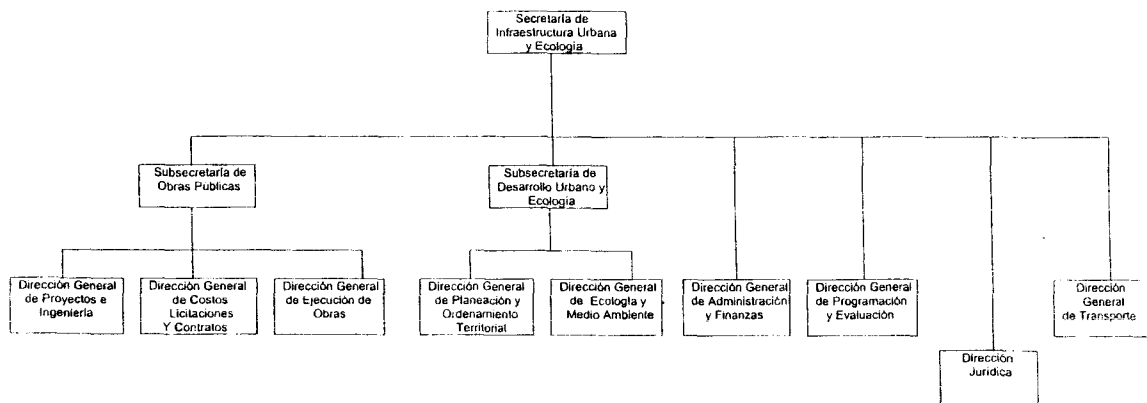 Secretaría de
Infraestructura Urbana
y Ecología
Subsecretaría de
Obras Públicas
Subsecretaría de
Desarrollo Urbano y
Ecología
Dirección General
de Proyectos e
Ingeniería
Dirección General
de Costos
Licitaciones
Y Contratos
Dirección General
de Ejecución de
Obras
Dirección General
de Planeación y
Ordenamiento
Territorial
Dirección General
de Ecología y
Medio Ambiente
Dirección General
de Administración
y Finanzas
Dirección General
de Programación
y Evaluación
Dirección
General
de Transporte
Dirección
Jurídica